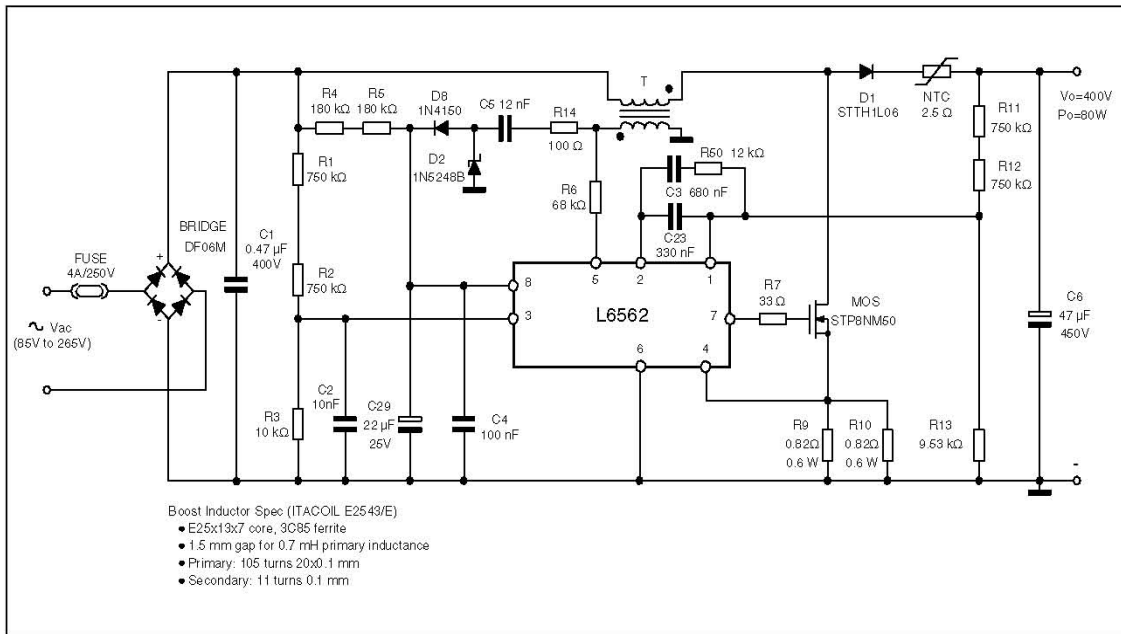 R4
180 kΩ
R5
180 kΩ
D8
1N4150
C5 12 nF
R14
100 Ω
T
D1
STTH1L06
NTC
2.5 Ω
Vo=400V
Po=80W
R11
750 kΩ
R12
750 kΩ
R1
750 kΩ
D2
1N5248B
R6
68 kΩ
R50 12 kΩ
C3 680 nF
C23
330 nF
BRIDGE
DF06M
+
-
C1
0.47 µF
400V
FUSE
4A/250V
Vac
(85V to 265V)
R2
750 kΩ
8
3
5
2
1
L6562
7
6
4
R7
33 Ω
MOS
STP8NM50
C6
47 µF
450V
R3
10 kΩ
C2
10nF
C29
22 µF
25V
C4
100 nF
R9
0.82Ω
0.6 W
R10
0.82Ω
0.6 W
R13
9.53 kΩ
-
Boost Inductor Spec (ITACOIL E2543/E)
● E25x13x7 core, 3C85 ferrite
● 1.5 mm gap for 0.7 mH primary inductance
● Primary: 105 turns 20x0.1 mm
● Secondary: 11 turns 0.1 mm